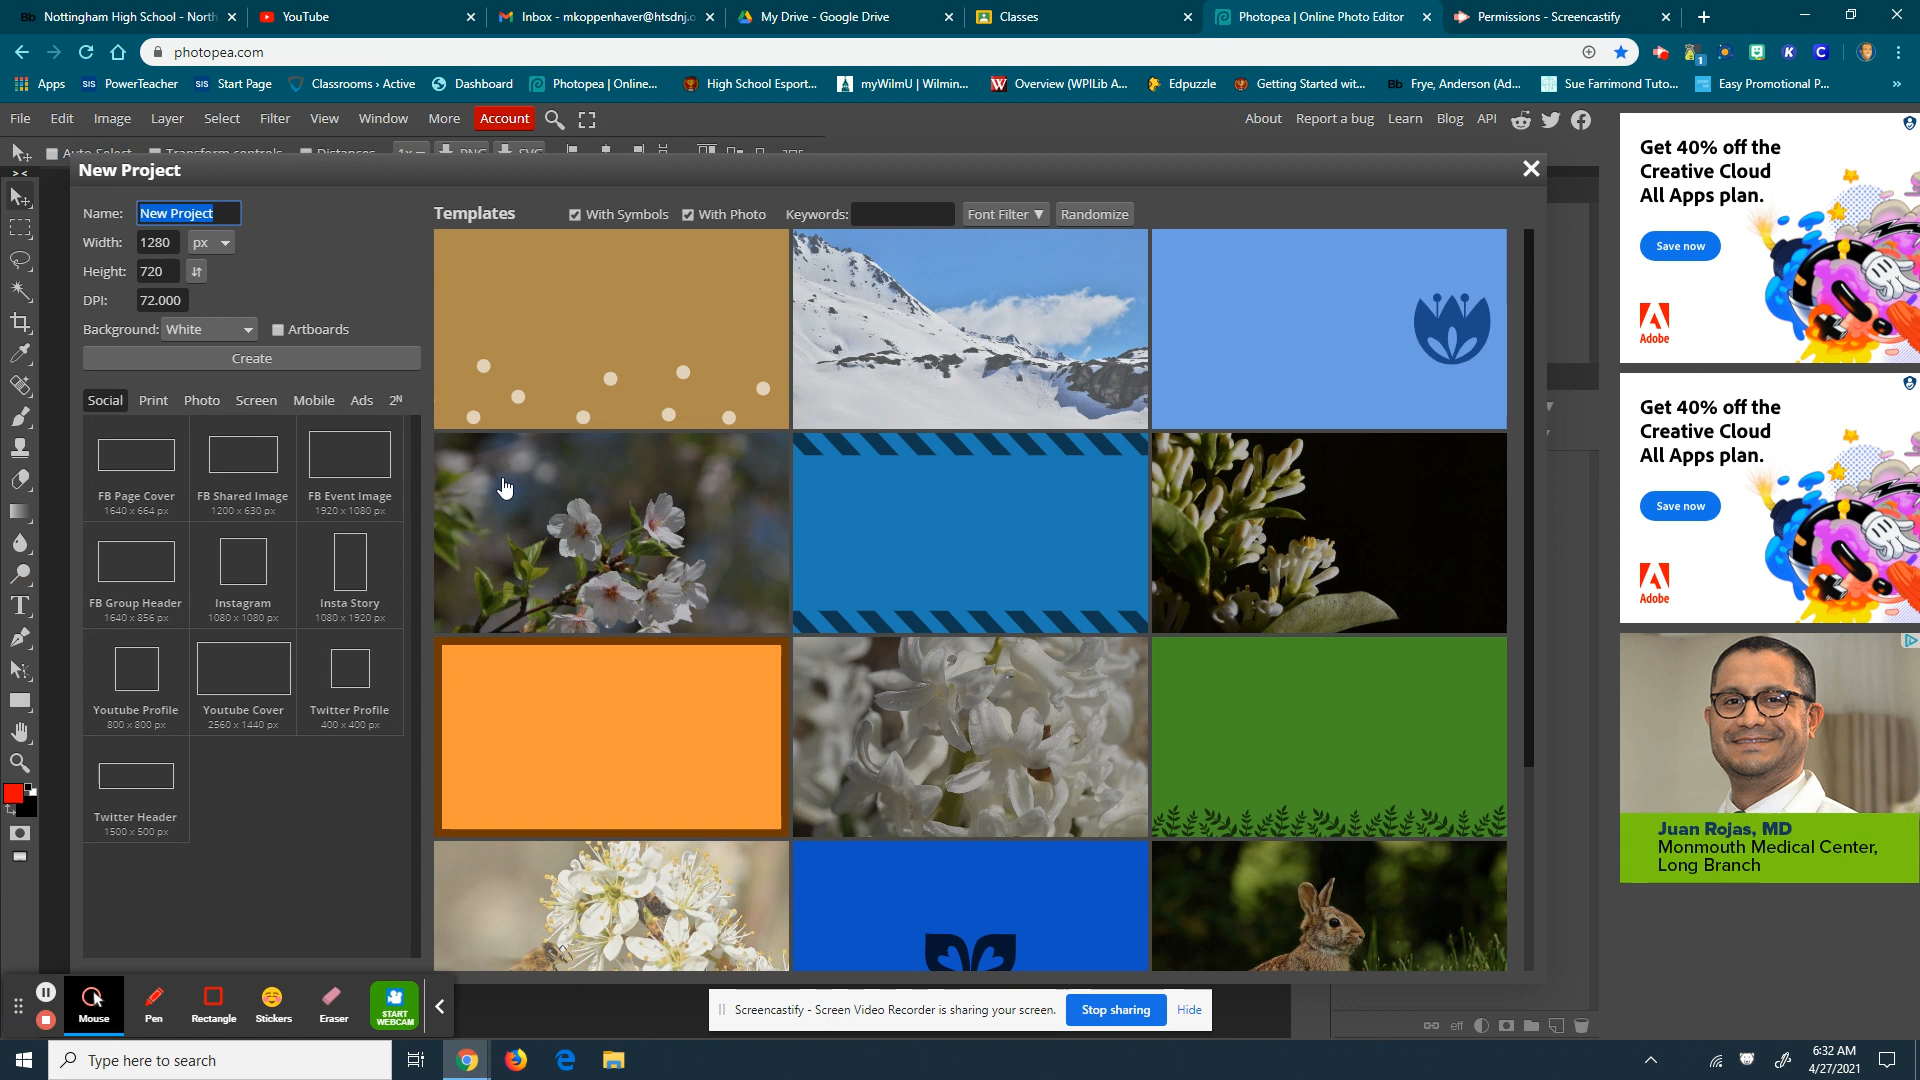 Nottingham High School - North
YouTube
Inbox - mkoppenhaver@htsdnj.o
My Drive - Google Drive
Classes
Photopea | Online Photo Editor
Permissions - Screencastify
photopea.com
Apps
PowerTeacher
Start Page
Classrooms › Active
Dashboard
Photopea | Online...
High School Esport...
myWilmU | Wilmin...
Overview (WPILib A...
Edpuzzle
Getting Started wit...
Frye, Anderson (Ad...
Sue Farrimond Tuto...
Easy Promotional P...
File Edit Image Layer Select Filter View Window More Account
About Report a bug Learn Blog API
New Project
Name: New Project
Width: 1280 px
Height: 720
DPI: 72.000
Background: White Artboards
Create
Templates With Symbols With Photo Keywords: Font Filter ▼ Randomize
Social Print Photo Screen Mobile Ads 2ᴺ
FB Page Cover
1640 x 664 px
FB Shared Image
1200 x 630 px
FB Event Image
1920 x 1080 px
FB Group Header
1640 x 856 px
Instagram
1080 x 1080 px
Insta Story
1080 x 1920 px
Youtube Profile
800 x 800 px
Youtube Cover
2560 x 1440 px
Twitter Profile
400 x 400 px
Twitter Header
1500 x 500 px
Get 40% off the
Creative Cloud
All Apps plan.
Save now
Adobe
Get 40% off the
Creative Cloud
All Apps plan.
Save now
Adobe
Juan Rojas, MD
Monmouth Medical Center,
Long Branch
Mouse
Pen
Rectangle
Stickers
Eraser
START
WEBCAM
Screencastify - Screen Video Recorder is sharing your screen.
Stop sharing
Hide
eff
Type here to search
6:32 AM
4/27/2021